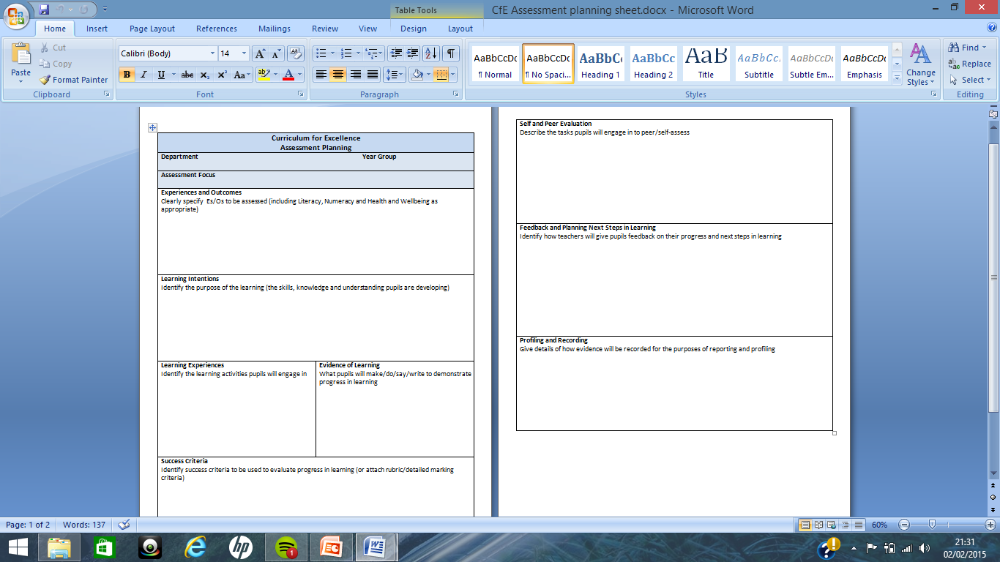 CfE Assessment planning sheet.docx - Microsoft Word
Table Tools
Home Insert Page Layout References Mailings Review View Design Layout
Paste
Cut
Copy
Format Painter
Clipboard
Calibri (Body) 14
B I U abc X₂ X² Aa
Font
Paragraph
AaBbCcDc AaBbCcDc AaBbCc AaBbCc AaB AaBbCc. AaBbCcDc AaBbCcDc
¶ Normal ¶ No Spaci... Heading 1 Heading 2 Title Subtitle Subtle Em... Emphasis
Change
Styles
Styles
Find
Replace
Select
Editing
Curriculum for Excellence
Assessment Planning
Department Year Group
Assessment Focus
Experiences and Outcomes
Clearly specify Es/Os to be assessed (including Literacy, Numeracy and Health and Wellbeing as
appropriate)
Learning Intentions
Identify the purpose of the learning (the skills, knowledge and understanding pupils are developing)
Learning Experiences
Identify the learning activities pupils will engage in
Evidence of Learning
What pupils will make/do/say/write to demonstrate
progress in learning
Success Criteria
Identify success criteria to be used to evaluate progress in learning (or attach rubric/detailed marking
criteria)
Self and Peer Evaluation
Describe the tasks pupils will engage in to peer/self-assess
Feedback and Planning Next Steps in Learning
Identify how teachers will give pupils feedback on their progress and next steps in learning
Profiling and Recording
Give details of how evidence will be recorded for the purposes of reporting and profiling
Page: 1 of 2 Words: 137
60%
hp
1
21:31
02/02/2015